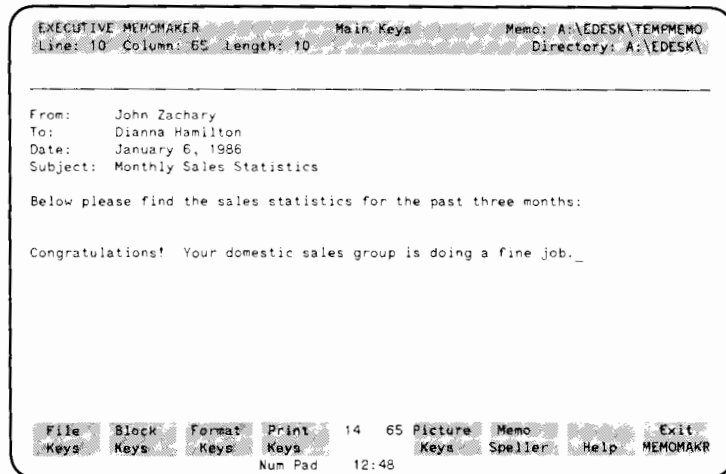 EXECUTIVE MEMOMAKER Main Keys Memo: A:\EDESK\TEMPMEMO
Line: 10 Column: 65 Length: 10 Directory: A:\EDESK\
From: John Zachary
To: Dianna Hamilton
Date: January 6, 1986
Subject: Monthly Sales Statistics
Below please find the sales statistics for the past three months:
Congratulations! Your domestic sales group is doing a fine job._
File Block Format Print 14 65 Picture Memo Exit
Keys Keys Keys Keys Keys Speller Help MEMOMAKR
Num Pad 12:48